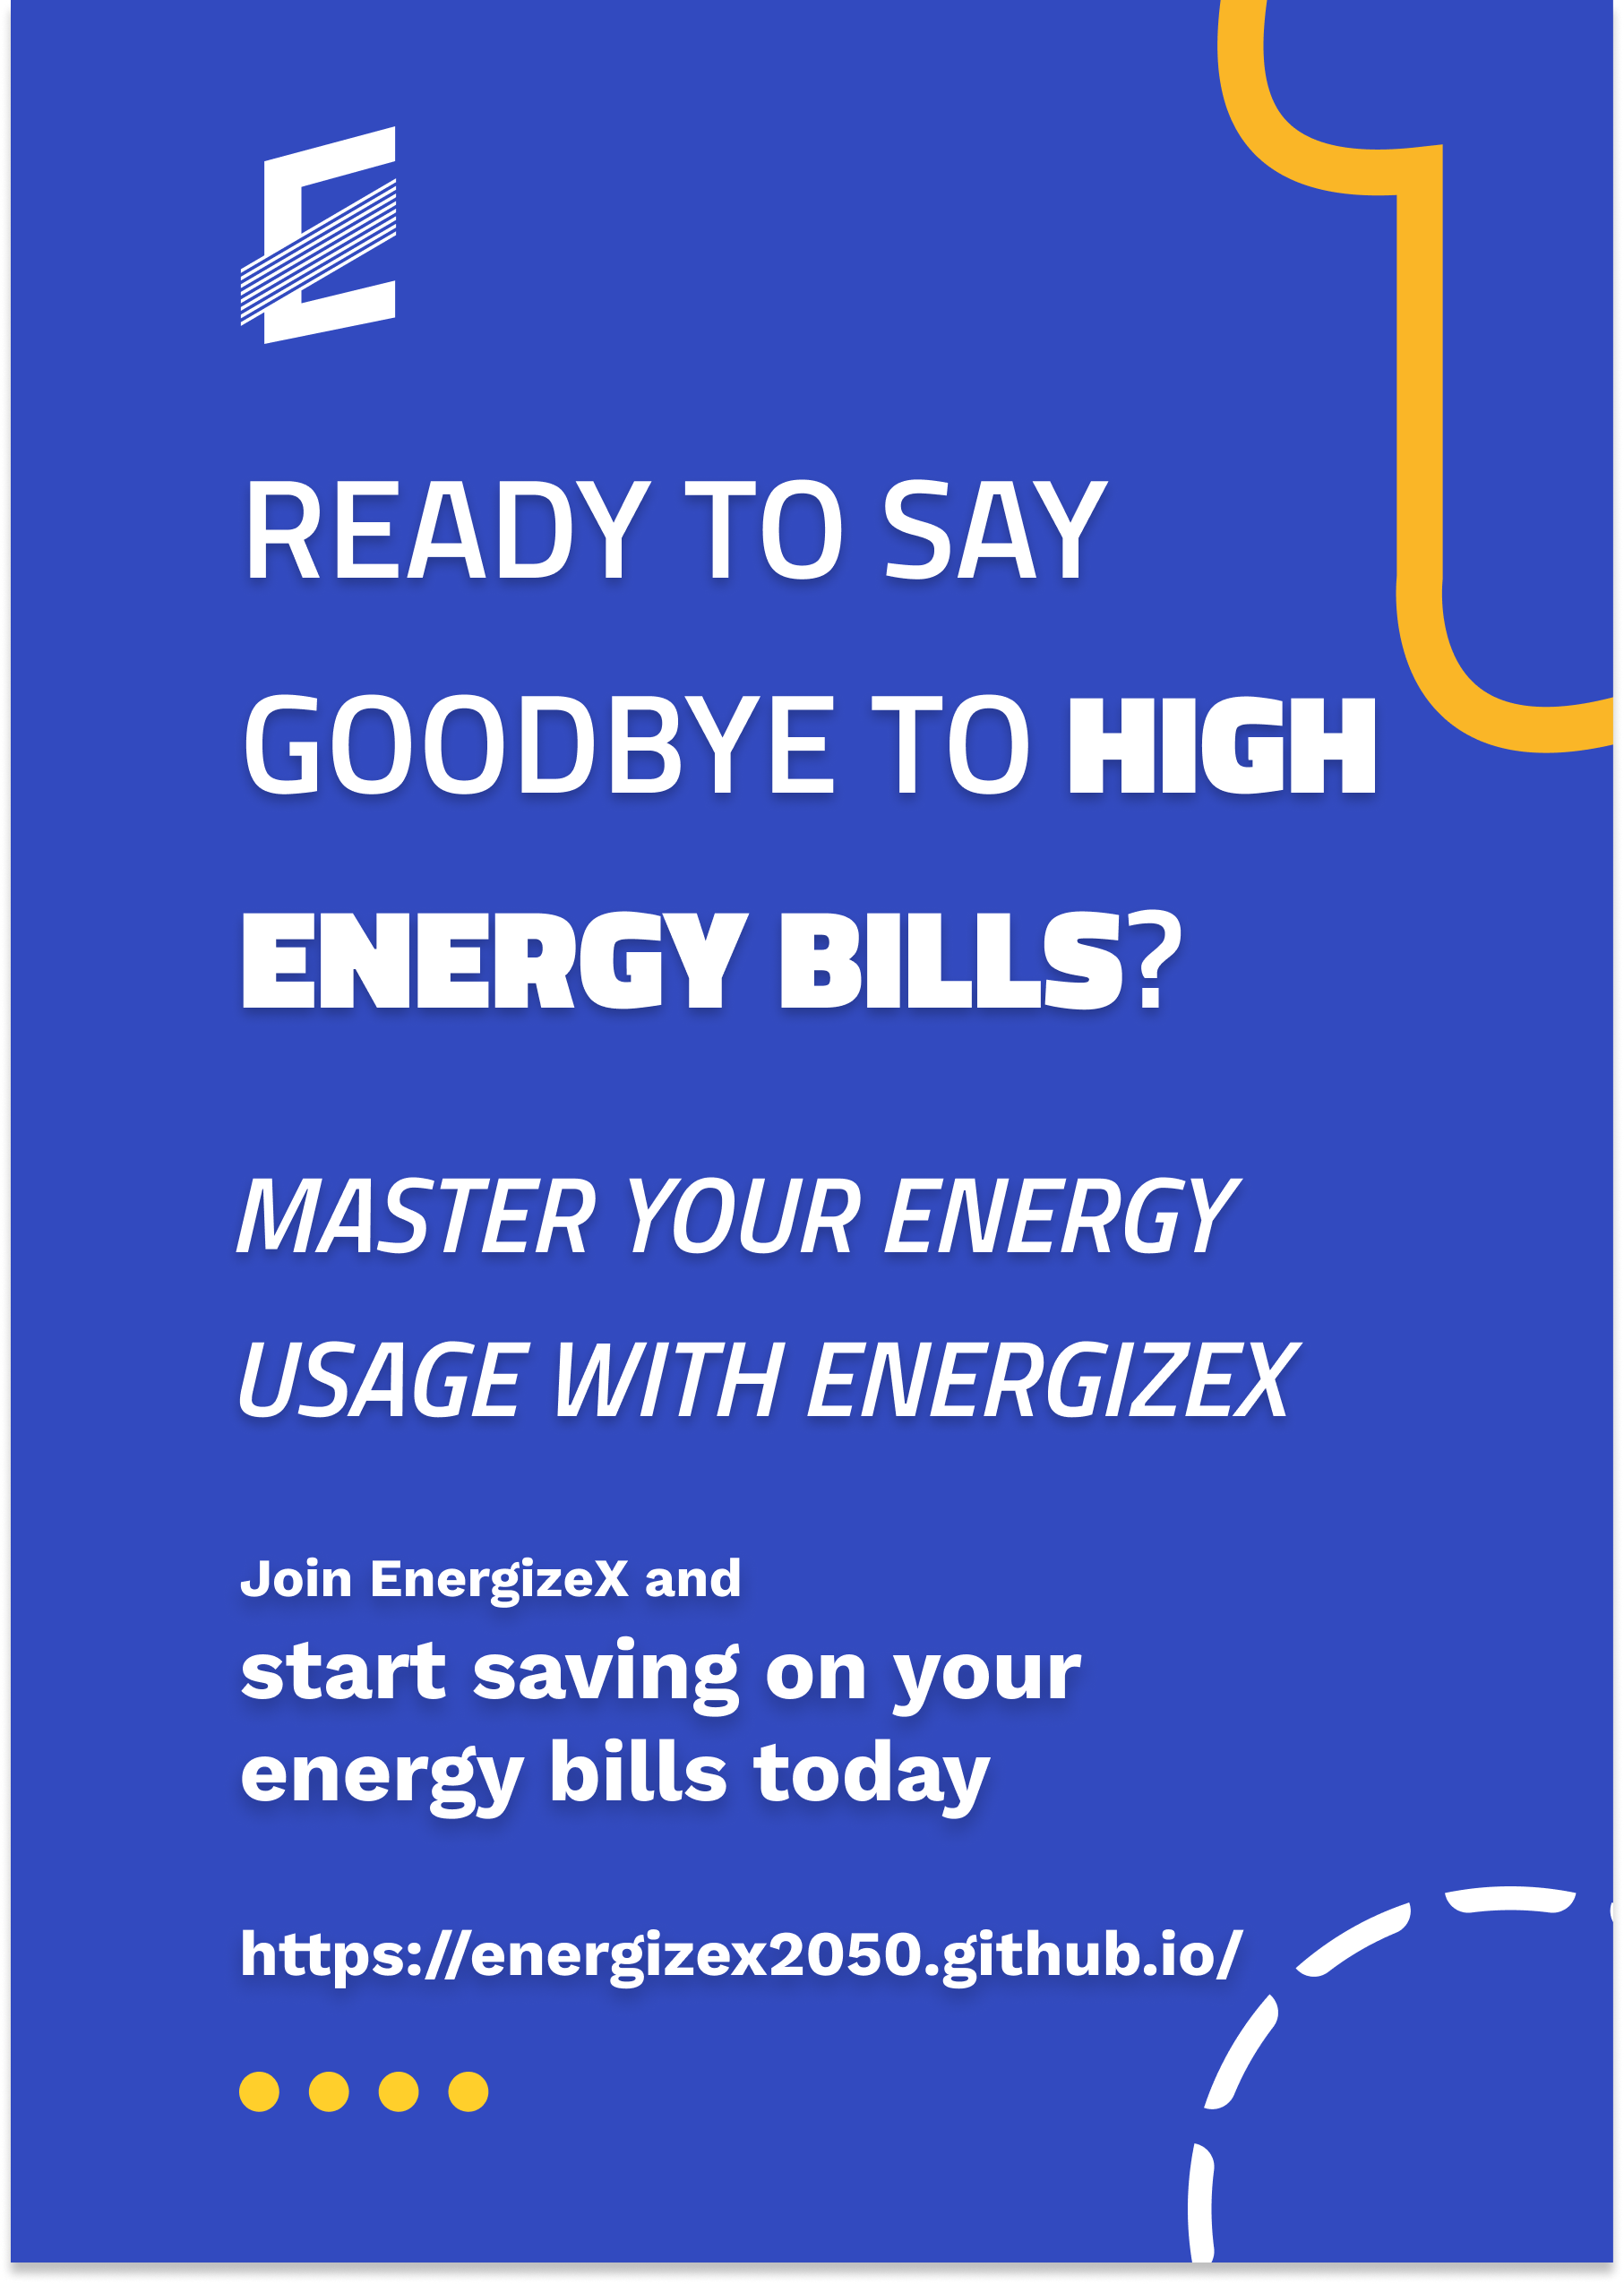 E
READY TO SAY
GOODBYE TO HIGH
ENERGY BILLS?
MASTER YOUR ENERGY
USAGE WITH ENERGIZEX
Join EnergizeX and
start saving on your
energy bills today
https://energizex2050.github.io/